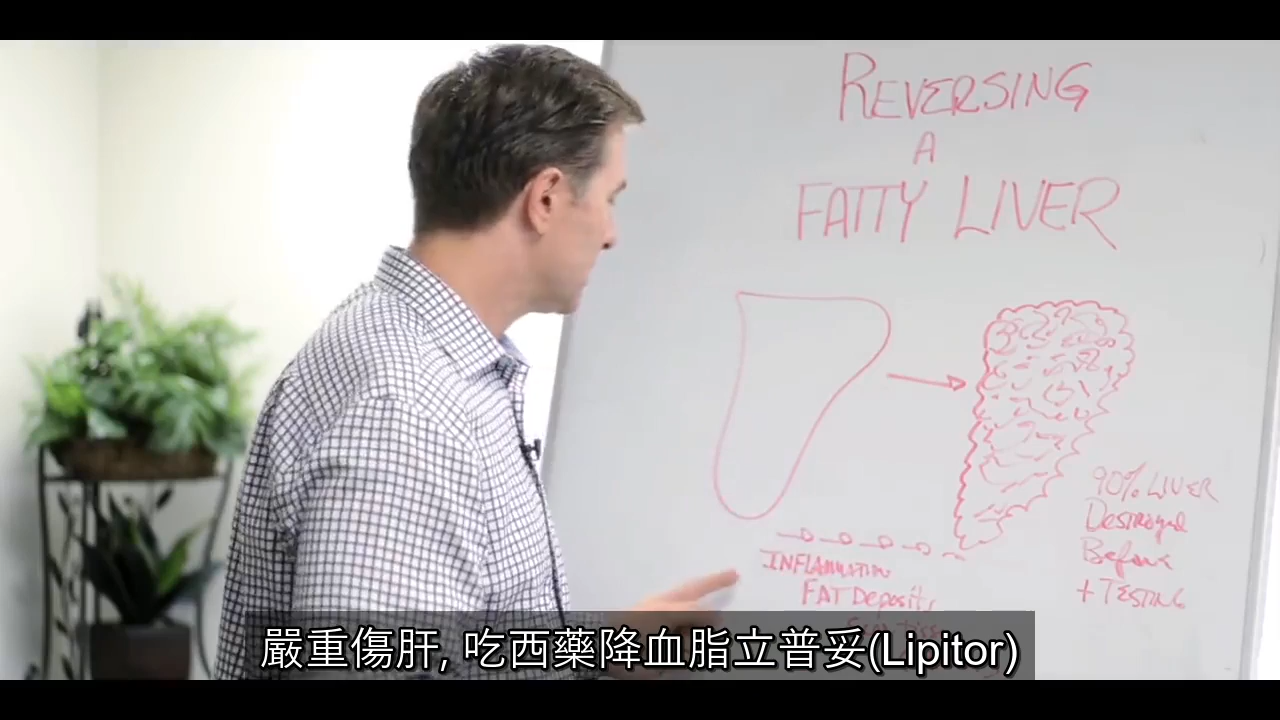 REVERSING
A
FATTY LIVER
90% LIVER
Destroyed
Before
+ TESTING
INFLAMMATION
FAT Deposits
嚴重傷肝, 吃西藥降血脂立普妥(Lipitor)